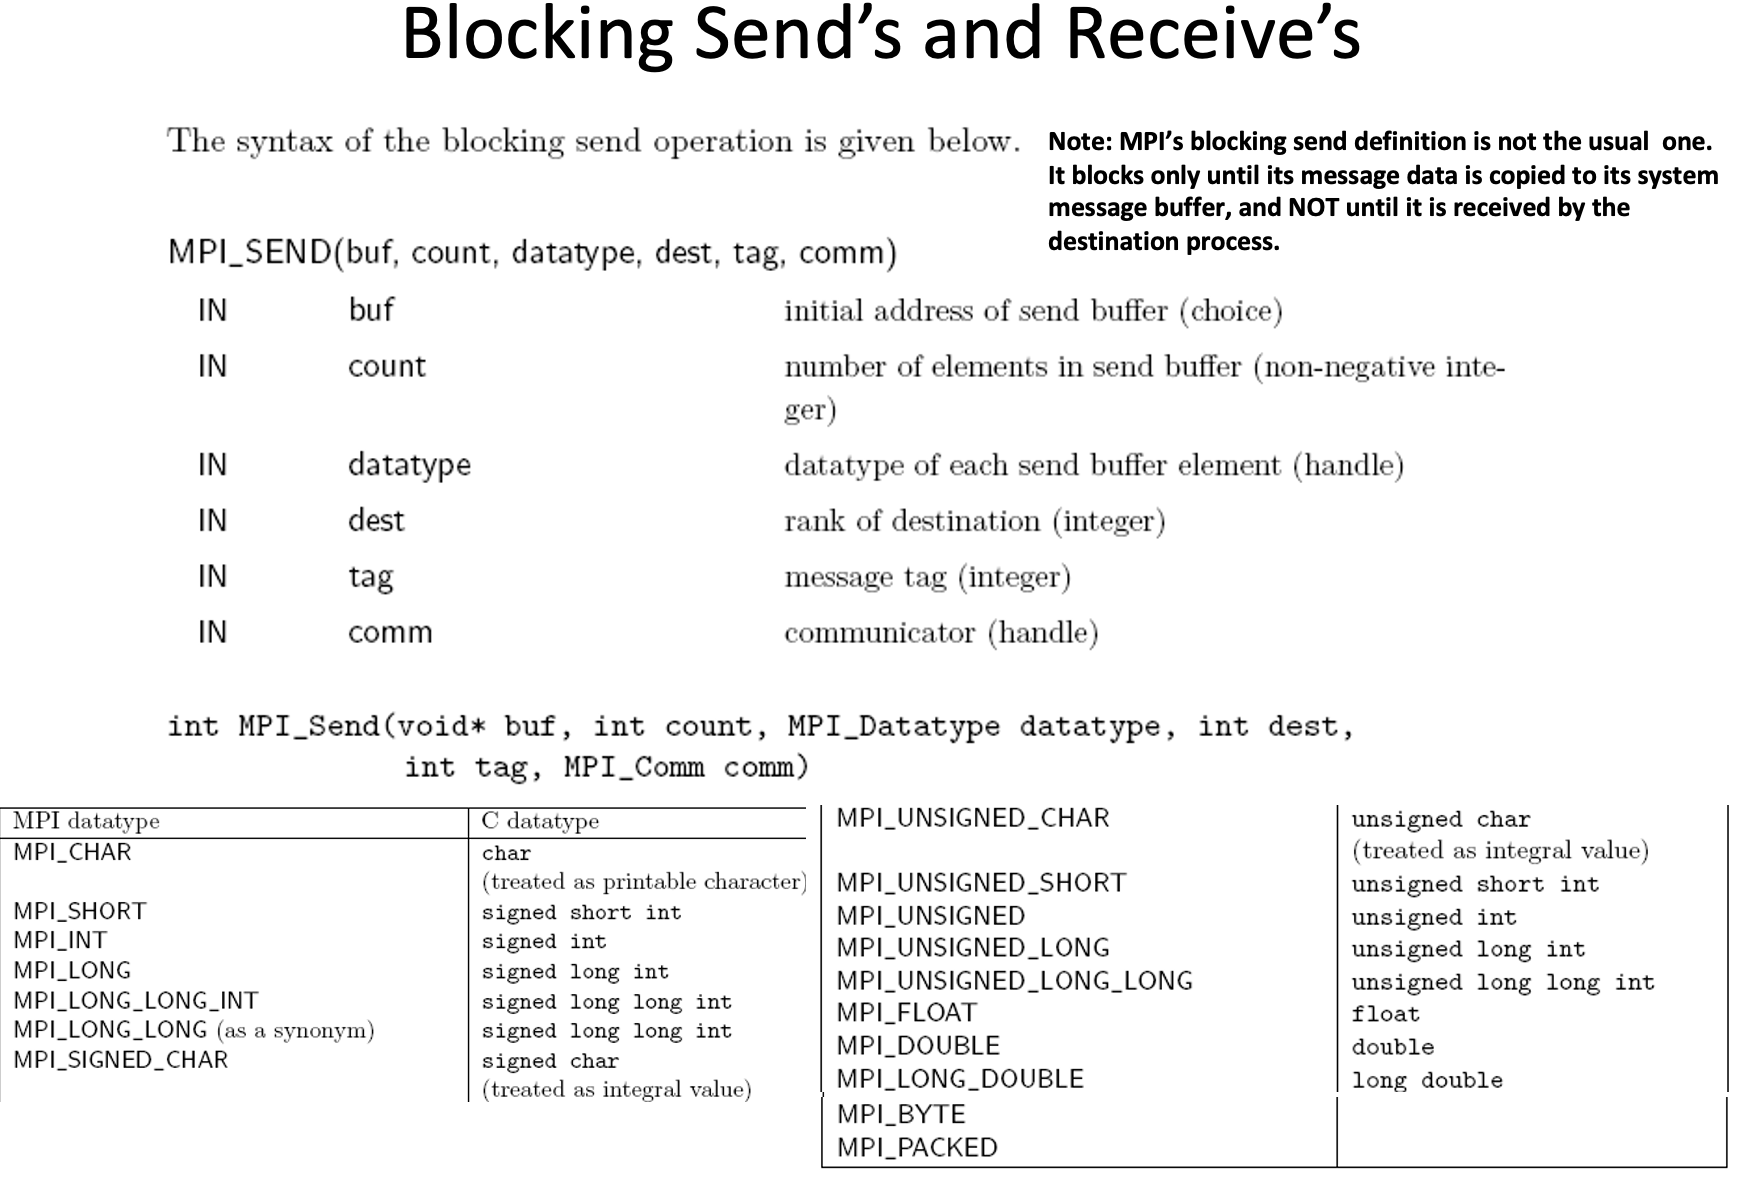 Blocking Send’s and Receive’s
The syntax of the blocking send operation is given below.
Note: MPI’s blocking send definition is not the usual one.
It blocks only until its message data is copied to its system
message buffer, and NOT until it is received by the
destination process.
MPI_SEND(buf, count, datatype, dest, tag, comm)
IN buf initial address of send buffer (choice)
IN count number of elements in send buffer (non-negative inte-
ger)
IN datatype datatype of each send buffer element (handle)
IN dest rank of destination (integer)
IN tag message tag (integer)
IN comm communicator (handle)
int MPI_Send(void* buf, int count, MPI_Datatype datatype, int dest,
int tag, MPI_Comm comm)
MPI datatype C datatype
MPI_CHAR char
(treated as printable character)
MPI_SHORT signed short int
MPI_INT signed int
MPI_LONG signed long int
MPI_LONG_LONG_INT signed long long int
MPI_LONG_LONG (as a synonym) signed long long int
MPI_SIGNED_CHAR signed char
(treated as integral value)
MPI_UNSIGNED_CHAR unsigned char
(treated as integral value)
MPI_UNSIGNED_SHORT unsigned short int
MPI_UNSIGNED unsigned int
MPI_UNSIGNED_LONG unsigned long int
MPI_UNSIGNED_LONG_LONG unsigned long long int
MPI_FLOAT float
MPI_DOUBLE double
MPI_LONG_DOUBLE long double
MPI_BYTE
MPI_PACKED